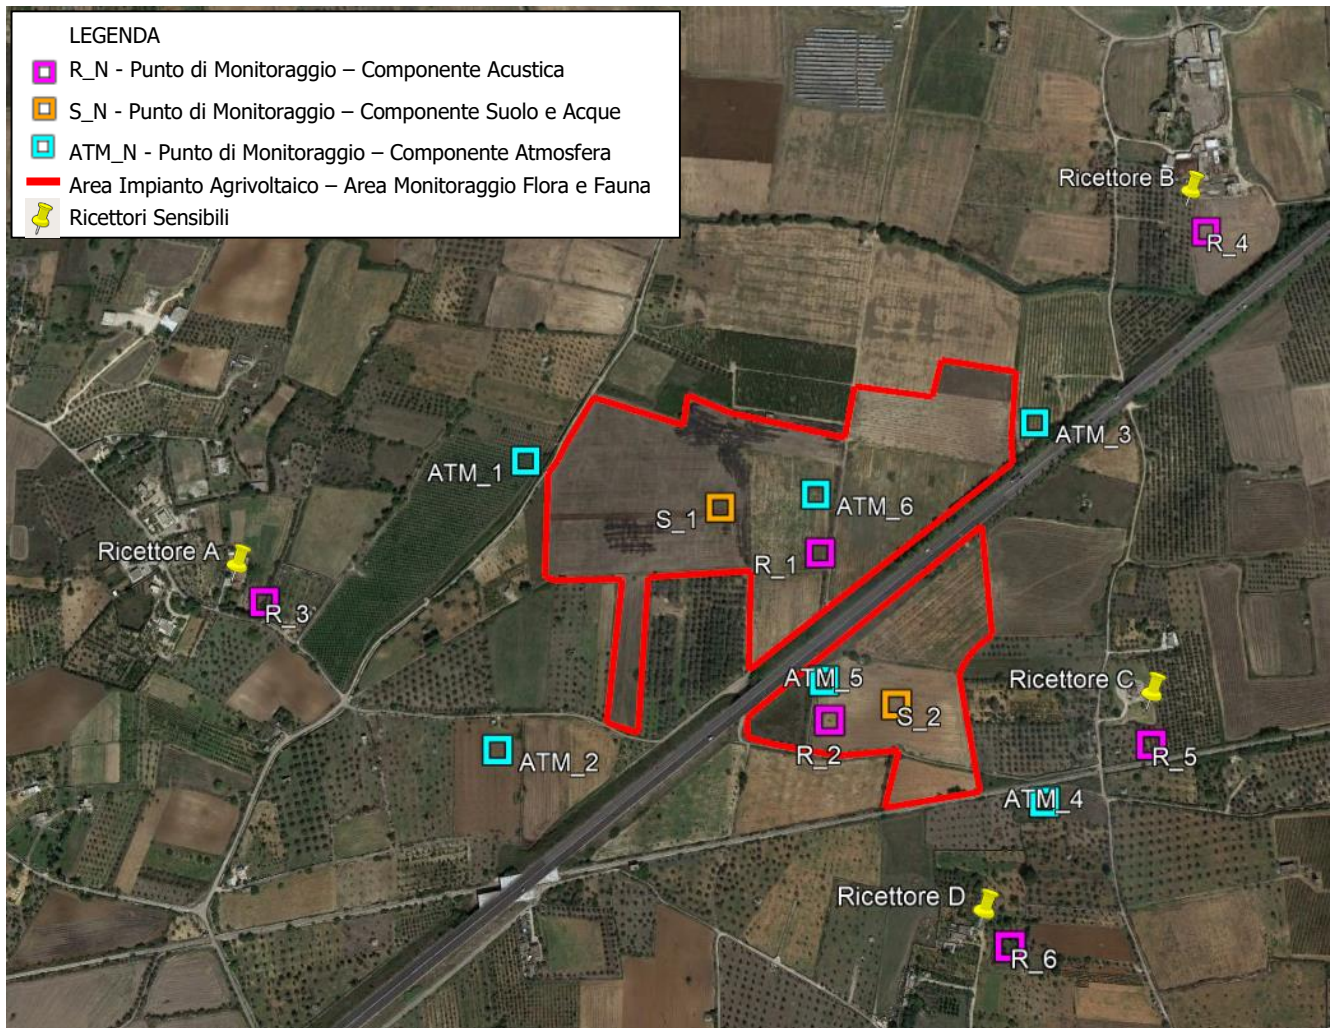 LEGENDA
R_N - Punto di Monitoraggio – Componente Acustica
S_N - Punto di Monitoraggio – Componente Suolo e Acque
ATM_N - Punto di Monitoraggio – Componente Atmosfera
Area Impianto Agrivoltaico – Area Monitoraggio Flora e Fauna
Ricettori Sensibili
Ricettore B
R_4
ATM_3
ATM_1
ATM_6
S_1
Ricettore A
R_1
R_3
ATM_5
Ricettore C
S_2
R_2
R_5
ATM_2
ATM_4
Ricettore D
R_6